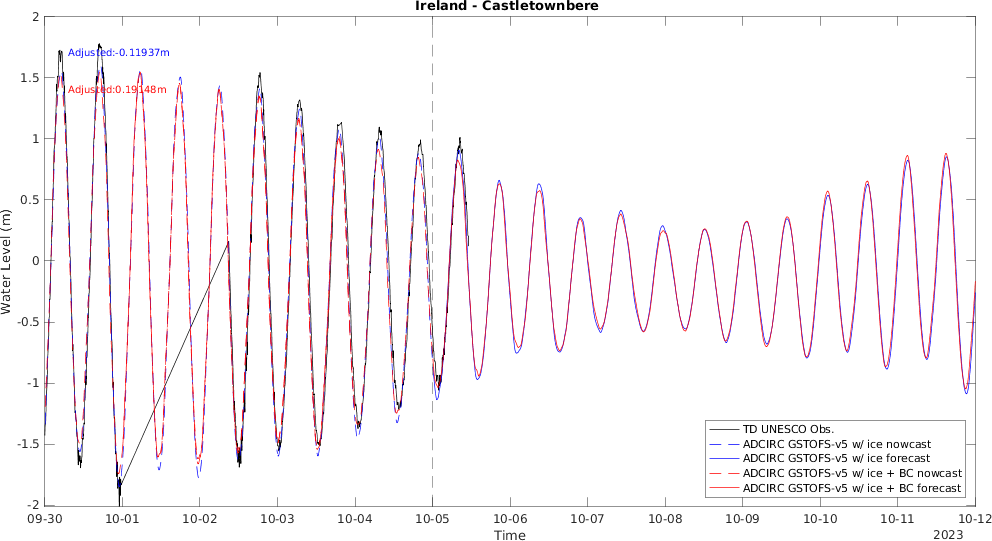 Ireland - Castletownbere
Adjusted:-0.11937m
Adjusted:0.19148m
Water Level (m)
2
1.5
1
0.5
0
-0.5
-1
-1.5
-2
09-30 10-01 10-02 10-03 10-04 10-05 10-06 10-07 10-08 10-09 10-10 10-11 10-12
Time
2023
TD UNESCO Obs.
ADCIRC GSTOFS-v5 w/ ice nowcast
ADCIRC GSTOFS-v5 w/ ice forecast
ADCIRC GSTOFS-v5 w/ ice + BC nowcast
ADCIRC GSTOFS-v5 w/ ice + BC forecast